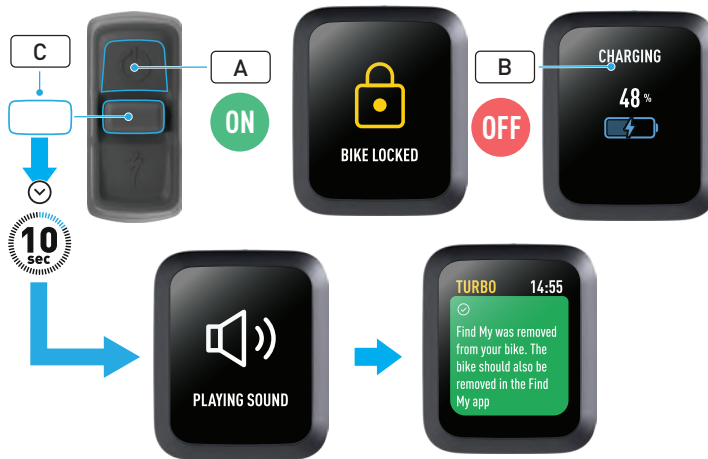 C
A
ON
BIKE LOCKED
B
OFF
CHARGING
48 %
10
sec
PLAYING SOUND
TURBO 14:55
Find My was removed
from your bike. The
bike should also be
removed in the Find
My app